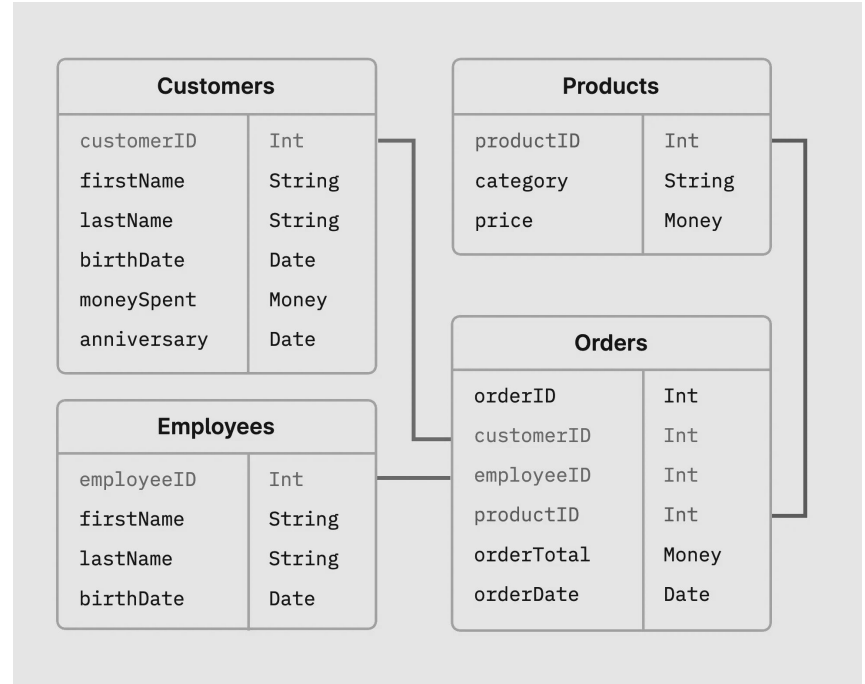 Customers
customerID Int
firstName String
lastName String
birthDate Date
moneySpent Money
anniversary Date
Products
productID Int
category String
price Money
Employees
employeeID Int
firstName String
lastName String
birthDate Date
Orders
orderID Int
customerID Int
employeeID Int
productID Int
orderTotal Money
orderDate Date